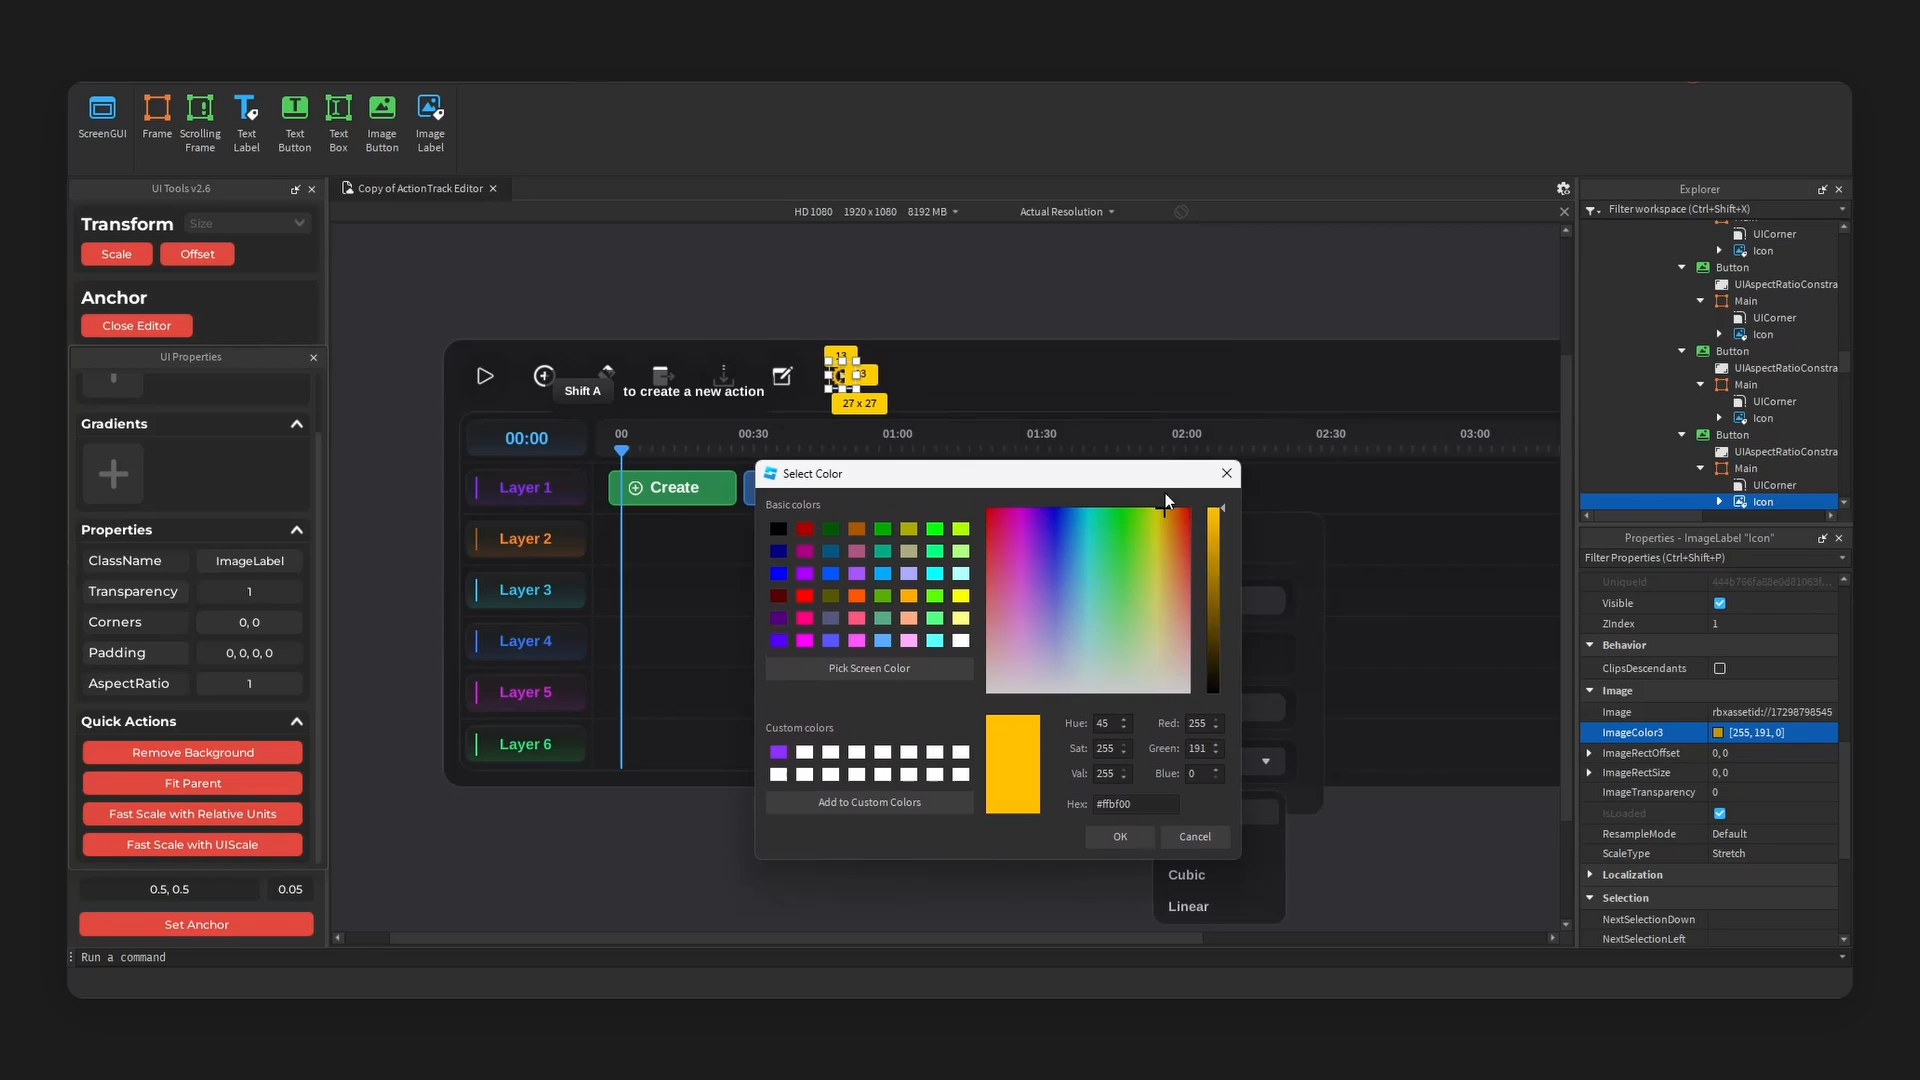 ScreenGUI
Frame
Scrolling Frame
Text Label
Text Button
Text Box
Image Button
Image Label
UI Tools v2.6
Transform
Size
Scale
Offset
Anchor
Close Editor
UI Properties
Gradients
Properties
ClassName ImageLabel
Transparency 1
Corners 0, 0
Padding 0, 0, 0, 0
AspectRatio 1
Quick Actions
Remove Background
Fit Parent
Fast Scale with Relative Units
Fast Scale with UIScale
0.5, 0.5 0.05
Set Anchor
Run a command
Copy of ActionTrack Editor
HD 1080 1920 x 1080 8192 MB
Actual Resolution
13
27 x 27
Shift A to create a new action
00:00
00 00:30 01:00 01:30 02:00 02:30 03:00
Layer 1
Create
Layer 2
Layer 3
Layer 4
Layer 5
Layer 6
Select Color
Basic colors
Pick Screen Color
Custom colors
Add to Custom Colors
Hue: 45 Red: 255
Sat: 255 Green: 191
Val: 255 Blue: 0
Hex: #ffbf00
OK
Cancel
Cubic
Linear
Explorer
Filter workspace (Ctrl+Shift+X)
UICorner
Icon
Button
UIAspectRatioConstra
Main
UICorner
Icon
Button
UIAspectRatioConstra
Main
UICorner
Icon
Button
UIAspectRatioConstra
Main
UICorner
Icon
Properties - ImageLabel "Icon"
Filter Properties (Ctrl+Shift+P)
UniqueId
Visible
ZIndex 1
Behavior
ClipsDescendants
Image
Image rbxassetid://17298798545
ImageColor3 [255, 191, 0]
ImageRectOffset 0, 0
ImageRectSize 0, 0
ImageTransparency 0
IsLoaded
ResampleMode Default
ScaleType Stretch
Localization
Selection
NextSelectionDown
NextSelectionLeft